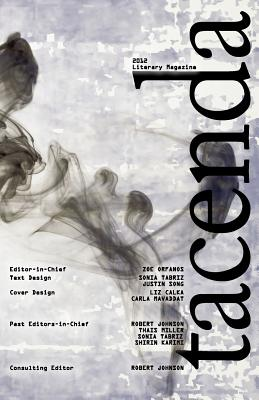 2012
Literary Magazine
tacenda
Editor-in-Chief ZOE ORFANOS
Text Design SONIA TABRIZ
JUSTIN SONG
Cover Design LIZ CALKA
CARLA MAVADDAT
Past Editors-in-Chief ROBERT JOHNSON
THAIS MILLER
SONIA TABRIZ
SHIRIN KARIMI
Consulting Editor ROBERT JOHNSON